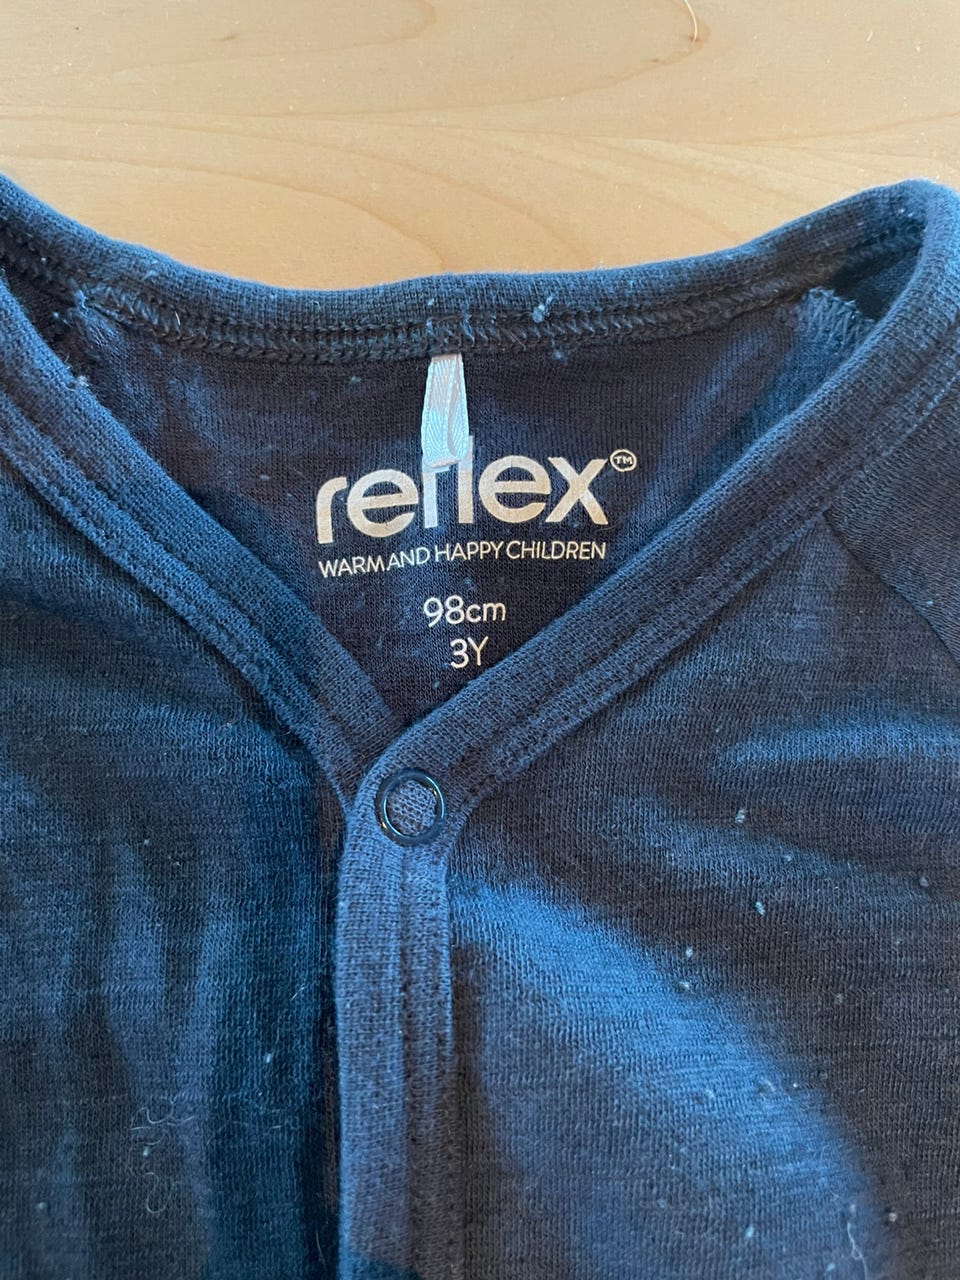 reflex™
WARM AND HAPPY CHILDREN
98cm
3Y